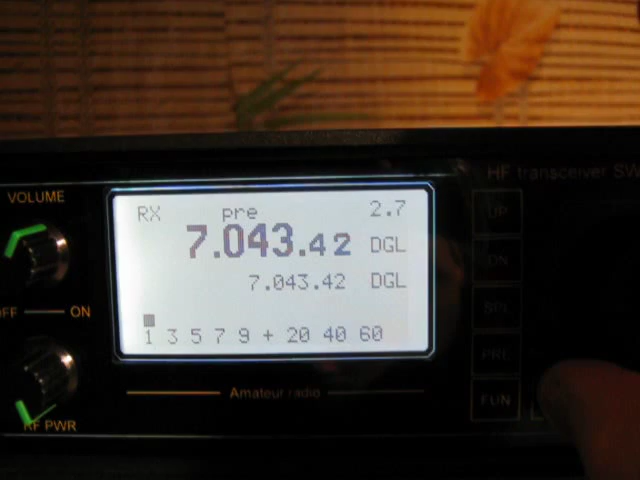 HF transceiver SW
VOLUME
OFF ON
RF PWR
RX pre 2.7
7.043.42 DGL
7.043.42 DGL
1 3 5 7 9 + 20 40 60
Amateur radio
UP
DN
SPL
PRE
FUN